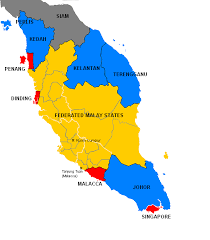 SIAM
PERLIS
KEDAH
PENANG
KELANTAN
TERENGGANU
DINDING
FEDERATED MALAY STATES
Kuala Lumpur
Tanjung Tuan
(Malacca)
MALACCA
JOHOR
SINGAPORE